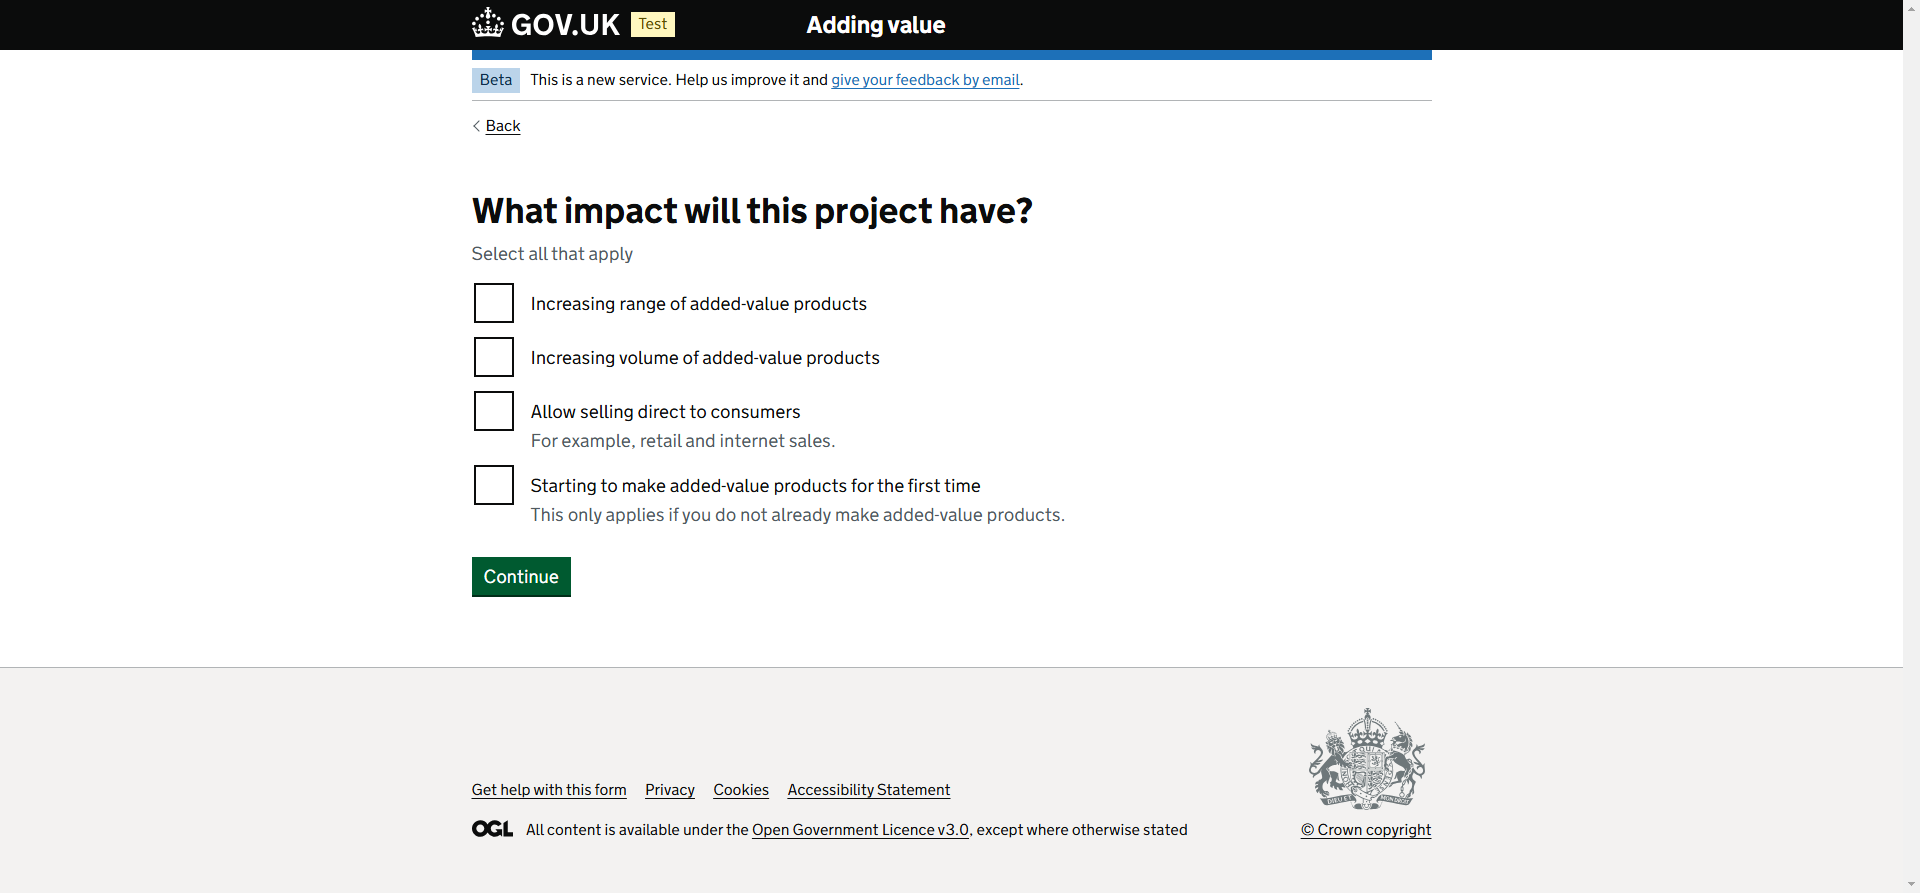 GOV.UK Test Adding value
Beta This is a new service. Help us improve it and give your feedback by email.
Back
What impact will this project have?
Select all that apply
Increasing range of added-value products
Increasing volume of added-value products
Allow selling direct to consumers
For example, retail and internet sales.
Starting to make added-value products for the first time
This only applies if you do not already make added-value products.
Continue
Get help with this form Privacy Cookies Accessibility Statement
OGL All content is available under the Open Government Licence v3.0, except where otherwise stated
© Crown copyright